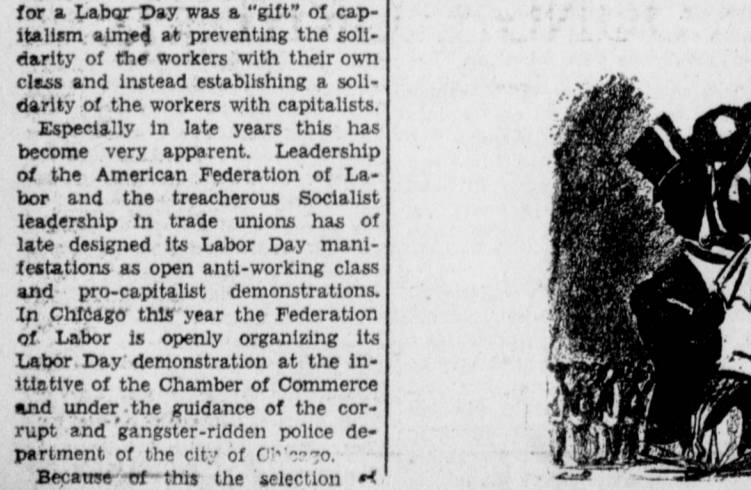 for a Labor Day was a "gift" of cap-
italism aimed at preventing the soli-
darity of the workers with their own
class and instead establishing a soli-
darity of the workers with capitalists.
Especially in late years this has
become very apparent. Leadership
of the American Federation of La-
bor and the treacherous Socialist
leadership in trade unions has of
late designed its Labor Day mani-
festations as open anti-working class
and pro-capitalist demonstrations.
In Chicago this year the Federation
of Labor is openly organizing its
Labor Day demonstration at the in-
itiative of the Chamber of Commerce
and under the guidance of the cor-
rupt and gangster-ridden police de-
partment of the city of Chicago.
Because of this the selection of